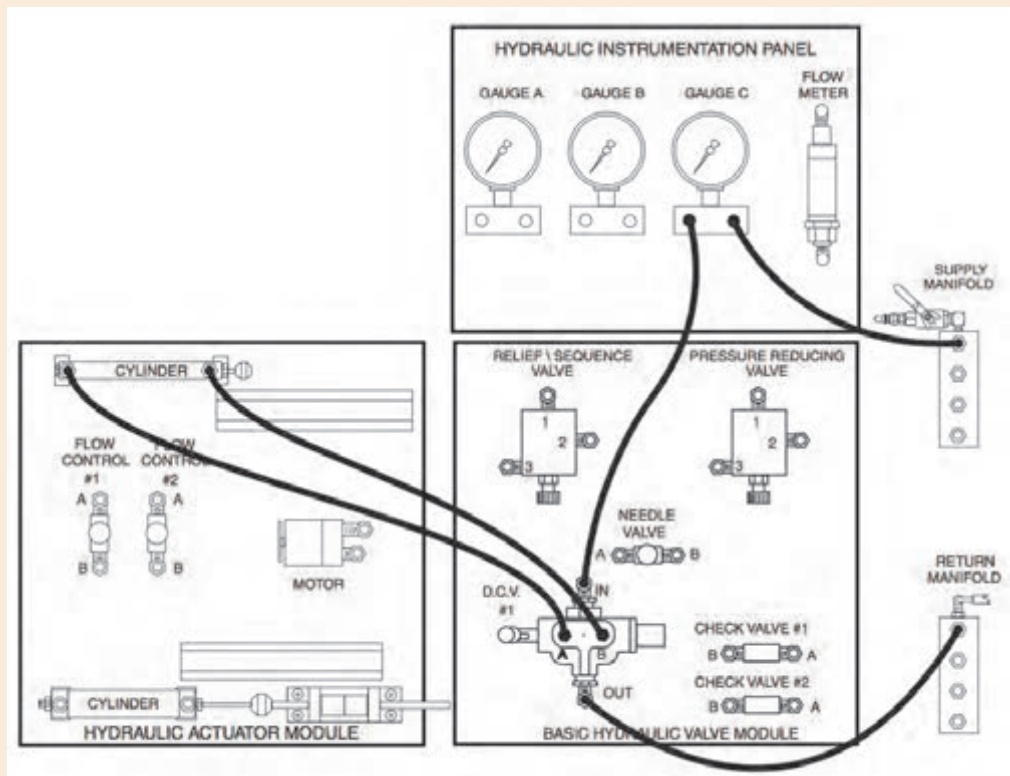 HYDRAULIC INSTRUMENTATION PANEL
GAUGE A
GAUGE B
GAUGE C
FLOW
METER
SUPPLY
MANIFOLD
CYLINDER
FLOW
CONTROL
#1
A
B
FLOW
CONTROL
#2
A
B
MOTOR
CYLINDER
HYDRAULIC ACTUATOR MODULE
RELIEF \ SEQUENCE
VALVE
1
2
3
PRESSURE REDUCING
VALVE
1
2
3
NEEDLE
VALVE
A
B
D.C.V.
#1
IN
A
B
OUT
CHECK VALVE #1
B
A
CHECK VALVE #2
B
A
BASIC HYDRAULIC VALVE MODULE
RETURN
MANIFOLD